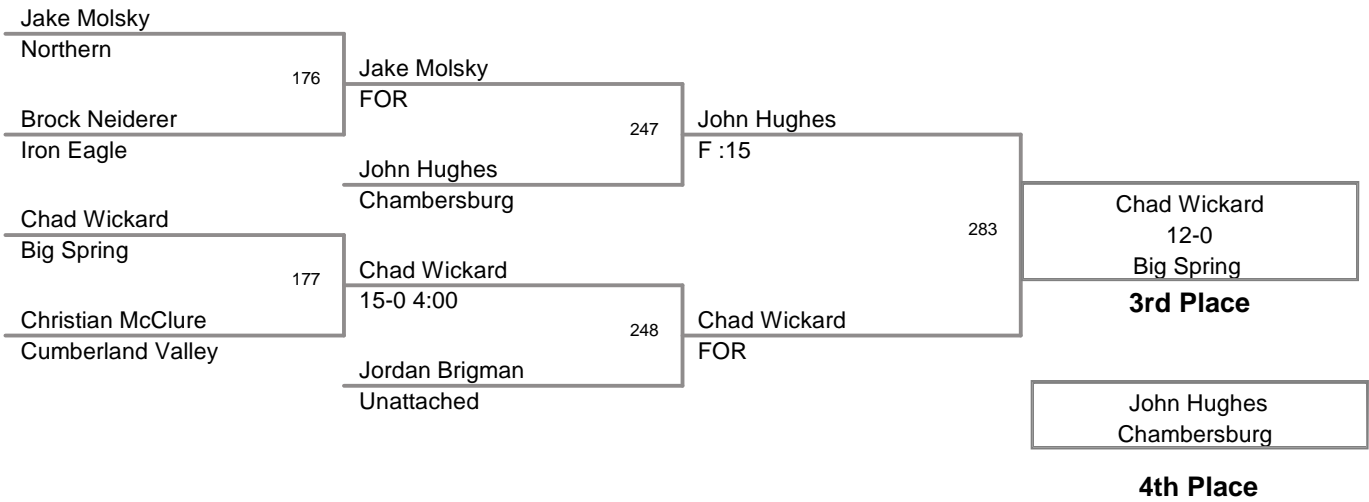 Jake Molsky
Northern
176
Brock Neiderer
Iron Eagle
Chad Wickard
Big Spring
177
Christian McClure
Cumberland Valley
Jake Molsky
FOR
247
John Hughes
Chambersburg
Chad Wickard
15-0 4:00
248
Jordan Brigman
Unattached
John Hughes
F :15
283
Chad Wickard
FOR
Chad Wickard
12-0
Big Spring
3rd Place
John Hughes
Chambersburg
4th Place